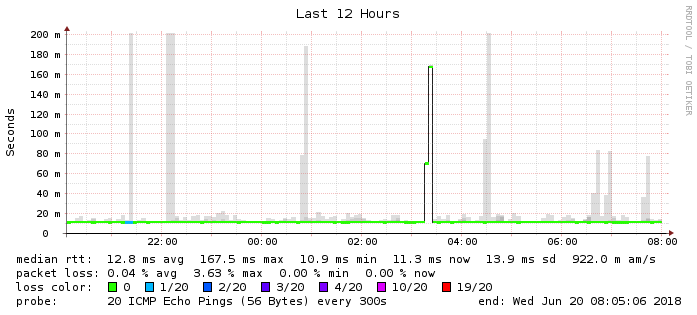 Last 12 Hours
RRDTOOL / TOBI OETIKER
Seconds
200 m
180 m
160 m
140 m
120 m
100 m
80 m
60 m
40 m
20 m
0
22:00 00:00 02:00 04:00 06:00 08:00
median rtt: 12.8 ms avg 167.5 ms max 10.9 ms min 11.3 ms now 13.9 ms sd 922.0 m am/s
packet loss: 0.04 % avg 3.63 % max 0.00 % min 0.00 % now
loss color: 0 1/20 2/20 3/20 4/20 10/20 19/20
probe: 20 ICMP Echo Pings (56 Bytes) every 300s end: Wed Jun 20 08:05:06 2018